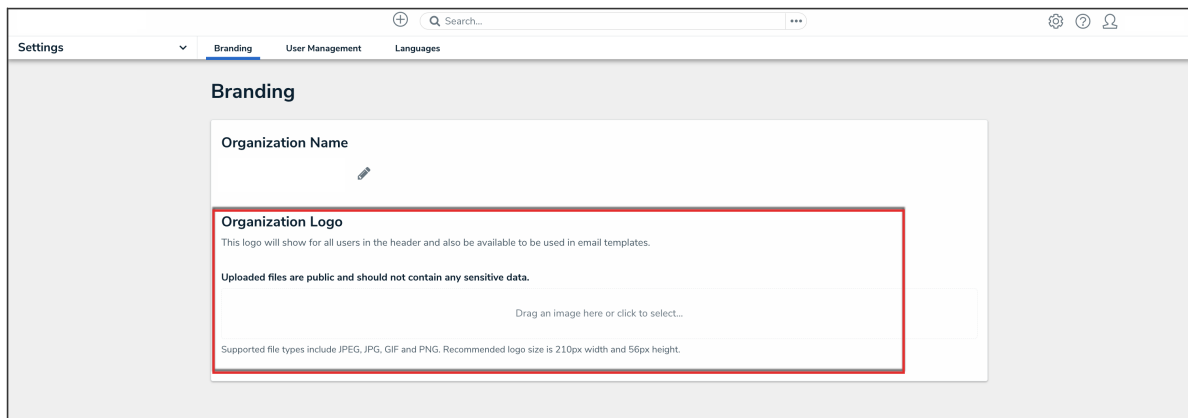 Search...
Settings Branding User Management Languages
Branding
Organization Name
Organization Logo
This logo will show for all users in the header and also be available to be used in email templates.
Uploaded files are public and should not contain any sensitive data.
Drag an image here or click to select...
Supported file types include JPEG, JPG, GIF and PNG. Recommended logo size is 210px width and 56px height.